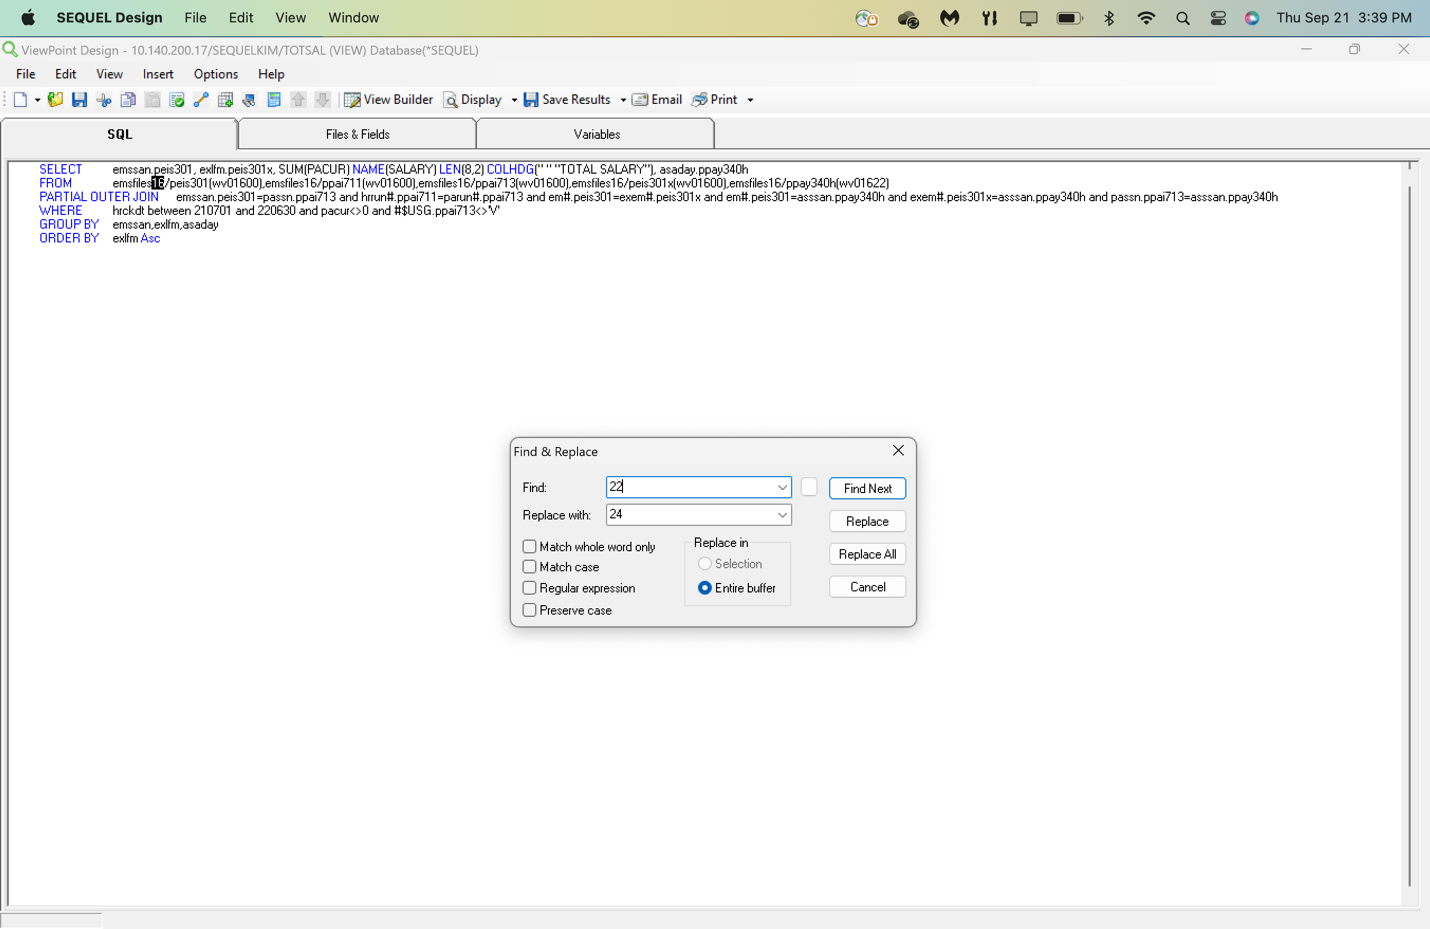 SEQUEL Design File Edit View Window Thu Sep 21 3:39 PM
ViewPoint Design - 10.140.200.17/SEQUELKIM/TOTSAL (VIEW) Database(*SEQUEL)
File Edit View Insert Options Help
View Builder Display Save Results Email Print
SQL Files & Fields Variables
SELECT emssan.peis301, exlfm.peis301x, SUM(PACUR) NAME(SALARY) LEN(8,2) COLHDG(" " "TOTAL SALARY"), asaday.ppay340h
FROM emsfiles16/peis301(wv01600),emsfiles16/ppai711(wv01600),emsfiles16/ppai713(wv01600),emsfiles16/peis301x(wv01600),emsfiles16/ppay340h(wv01622)
PARTIAL OUTER JOIN emssan.peis301=passn.ppai713 and hrrun#.ppai711=parun#.ppai713 and em#.peis301=exem#.peis301x and em#.peis301=asssan.ppay340h and exem#.peis301x=asssan.ppay340h and passn.ppai713=asssan.ppay340h
WHERE hrckdt between 210701 and 220630 and pacur<>0 and #$USG.ppai713<>'V'
GROUP BY emssan,exlfm,asaday
ORDER BY exlfm Asc
Find & Replace
Find: 22 Find Next
Replace with: 24 Replace
Match whole word only
Match case
Regular expression
Preserve case
Replace in
Selection
Entire buffer
Replace All
Cancel